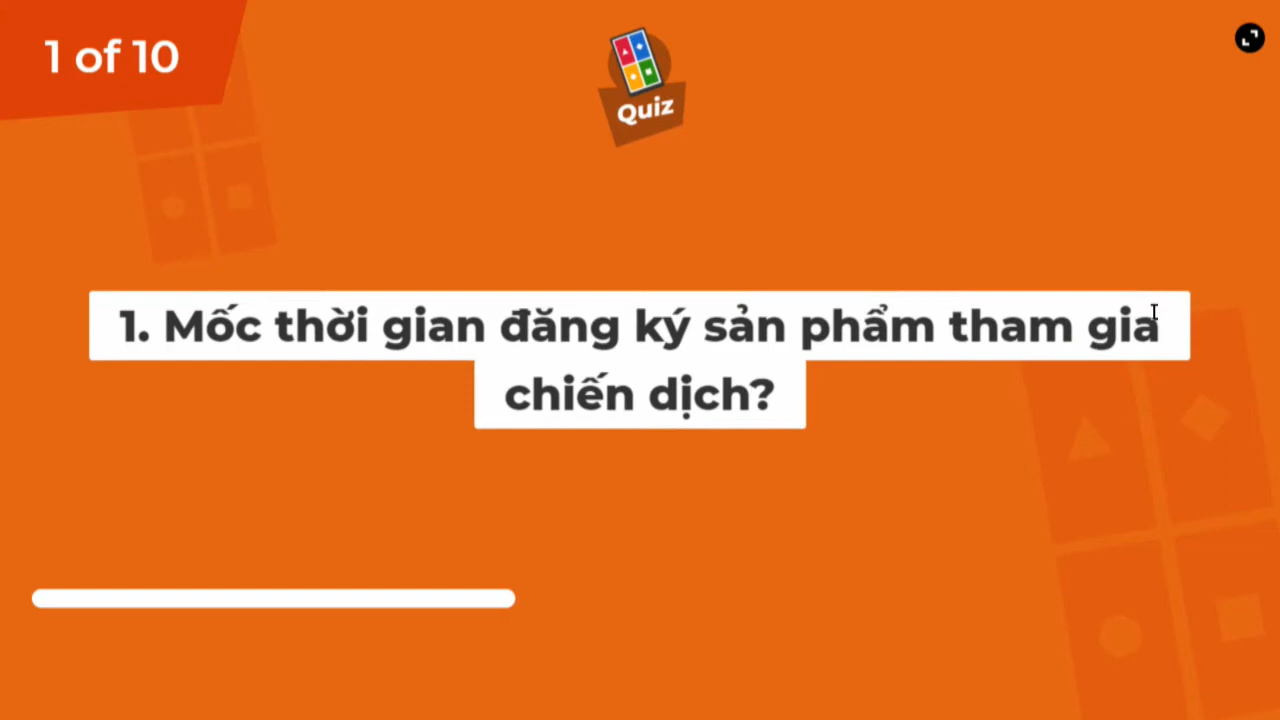 1 of 10
Quiz
1. Mốc thời gian đăng ký sản phẩm tham gia
chiến dịch?